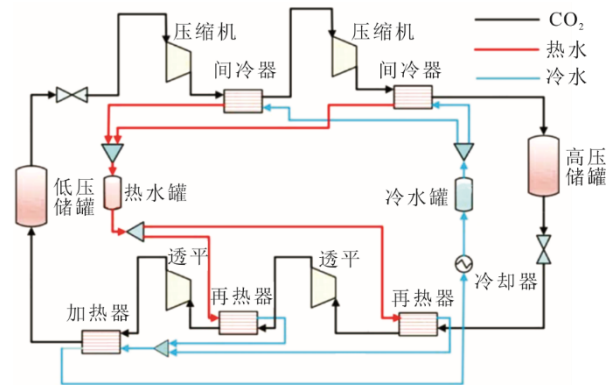 压缩机
压缩机
CO₂
热水
冷水
间冷器
间冷器
低压
储罐
热水罐
冷水罐
高压
储罐
透平
透平
冷却器
加热器
再热器
再热器